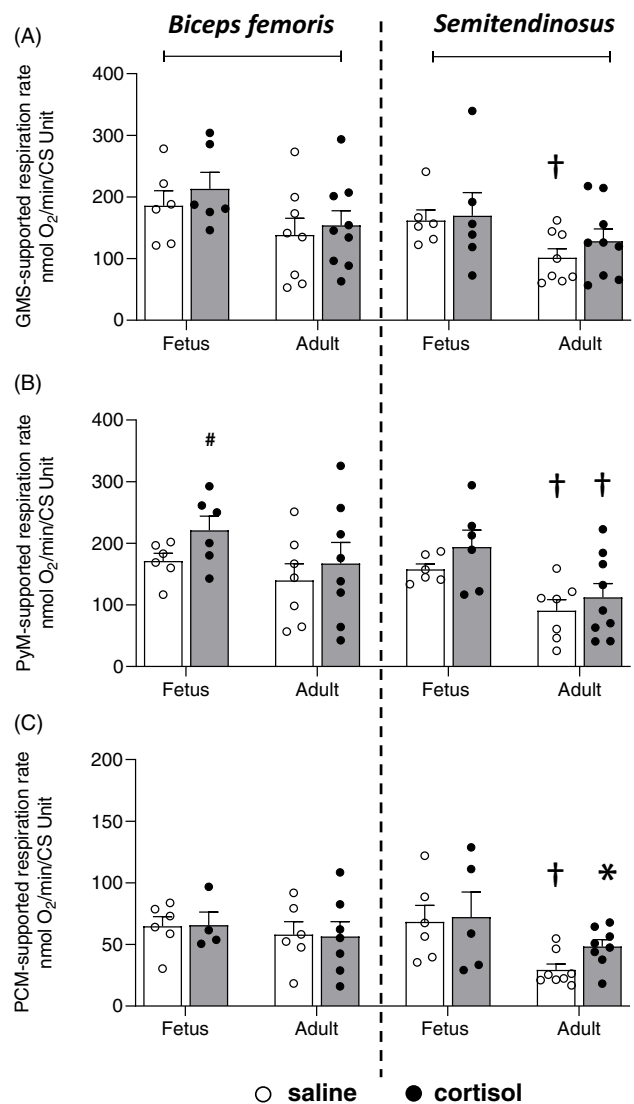 Biceps femoris
Semitendinosus
(A)
GMS-supported respiration rate
nmol O₂/min/CS Unit
400
300
200
100
0
†
Fetus
Adult
Fetus
Adult
(B)
PyM-supported respiration rate
nmol O₂/min/CS Unit
400
300
200
100
0
#
†
†
Fetus
Adult
Fetus
Adult
(C)
PCM-supported respiration rate
nmol O₂/min/CS Unit
200
150
100
50
0
†
*
Fetus
Adult
Fetus
Adult
saline
cortisol